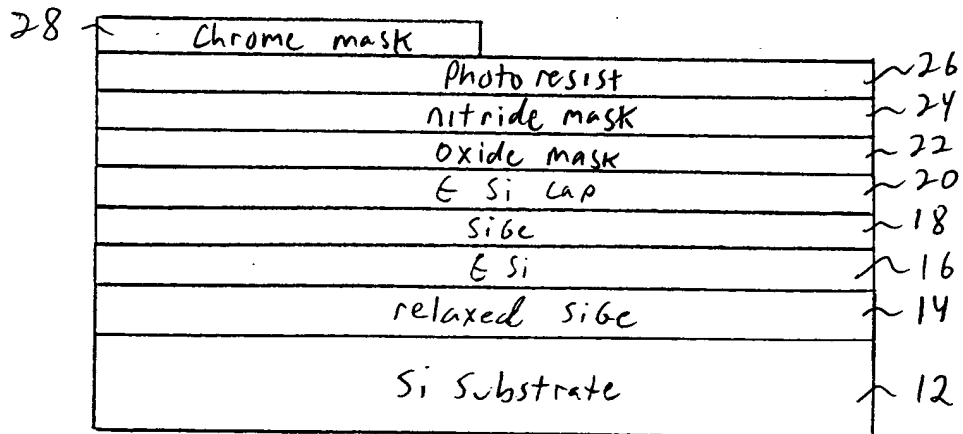 28 Chrome mask
Photo resist 26
nitride mask 24
oxide mask 22
ϵ Si cap 20
SiGe 18
ϵ Si 16
relaxed SiGe 14
Si Substrate 12